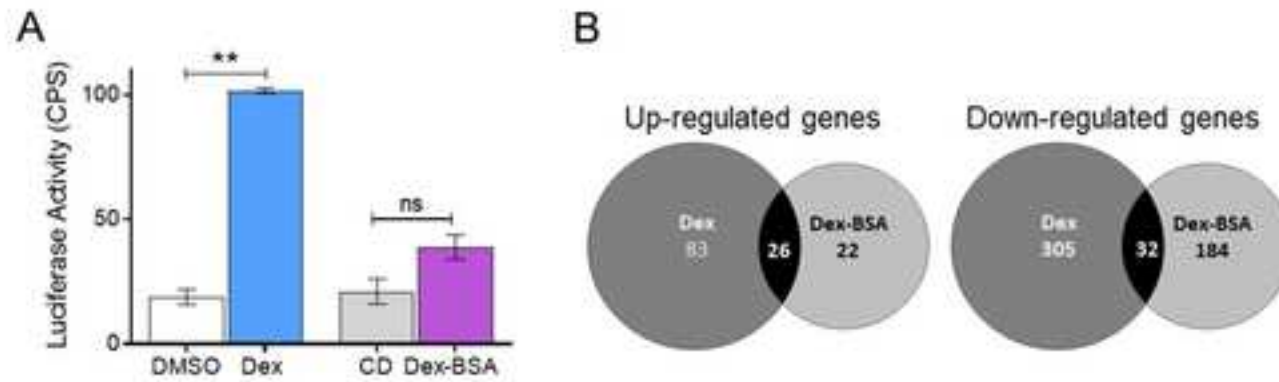 A
Luciferase Activity (CPS)
100
50
0
**
ns
DMSO Dex CD Dex-BSA
B
Up-regulated genes
Dex
83
26
Dex-BSA
22
Down-regulated genes
Dex
305
32
Dex-BSA
184